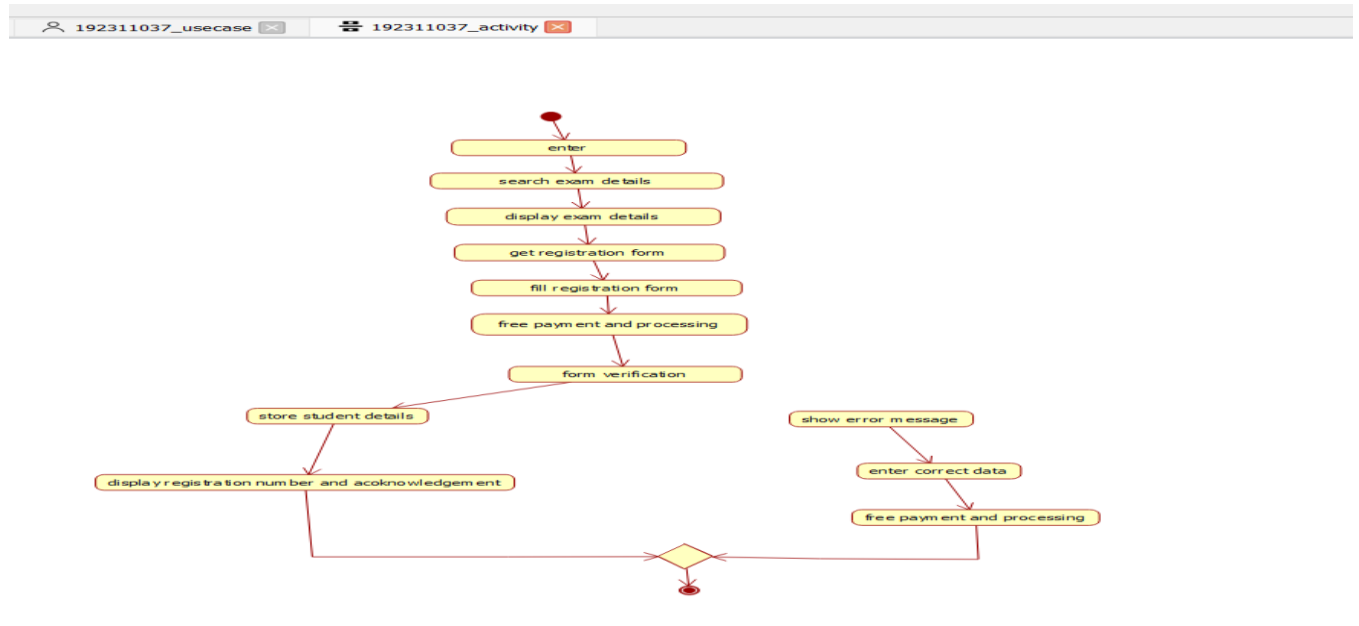 192311037_usecase
192311037_activity
enter
search exam details
display exam details
get registration form
fill registration form
free payment and processing
form verification
store student details
show error message
enter correct data
display registration number and acoknowledgement
free payment and processing